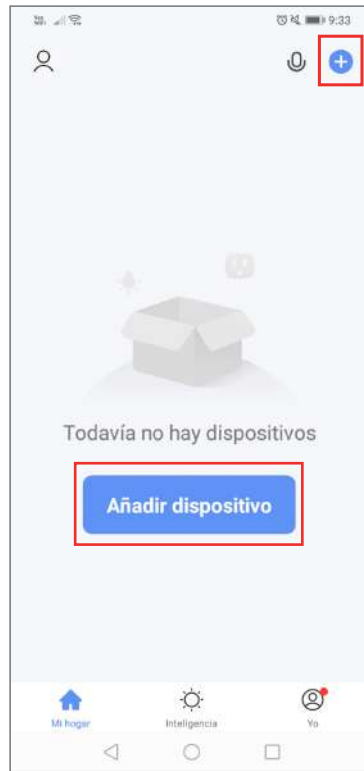 9:33
Todavía no hay dispositivos
Añadir dispositivo
Mi hogar
Inteligencia
Yo